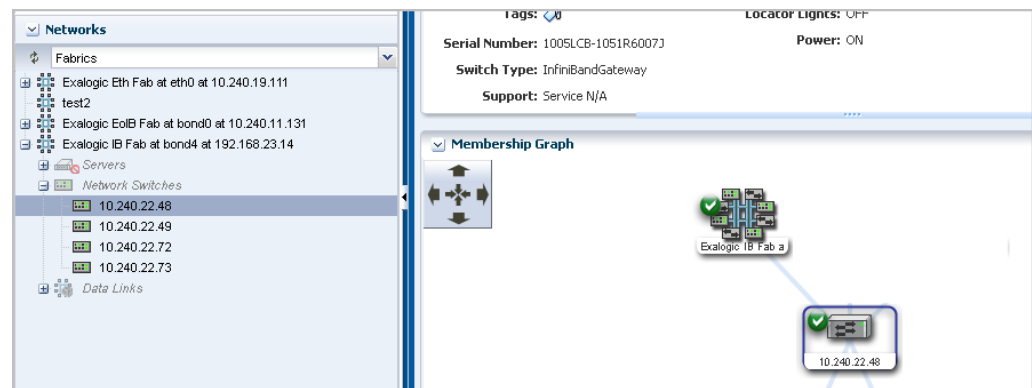 Networks
Fabrics
Exalogic Eth Fab at eth0 at 10.240.19.111
test2
Exalogic EoIB Fab at bond0 at 10.240.11.131
Exalogic IB Fab at bond4 at 192.168.23.14
Servers
Network Switches
10.240.22.48
10.240.22.49
10.240.22.72
10.240.22.73
Data Links
Tags: 0
Locator Lights: OFF
Serial Number: 1005LCB-1051R6007J
Power: ON
Switch Type: InfiniBandGateway
Support: Service N/A
Membership Graph
Exalogic IB Fab a
10.240.22.48